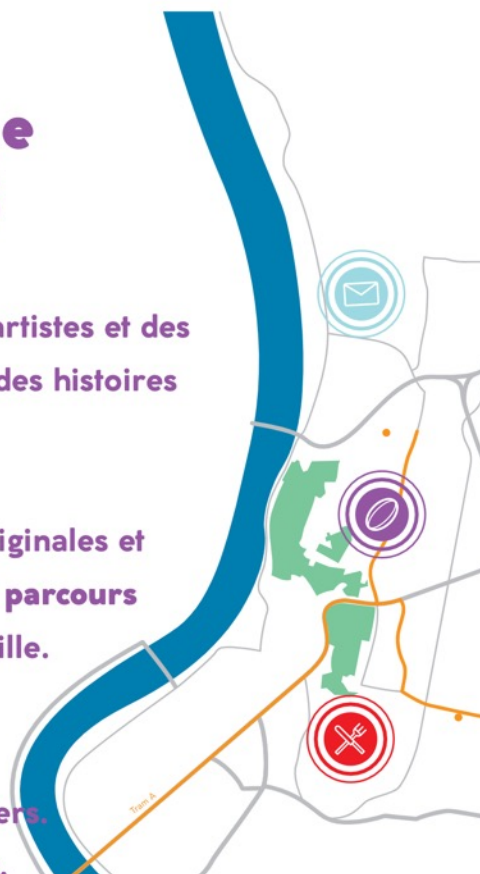 e
artistes et des
des histoires
iginales et
parcours
ille.
Tram A
ers.